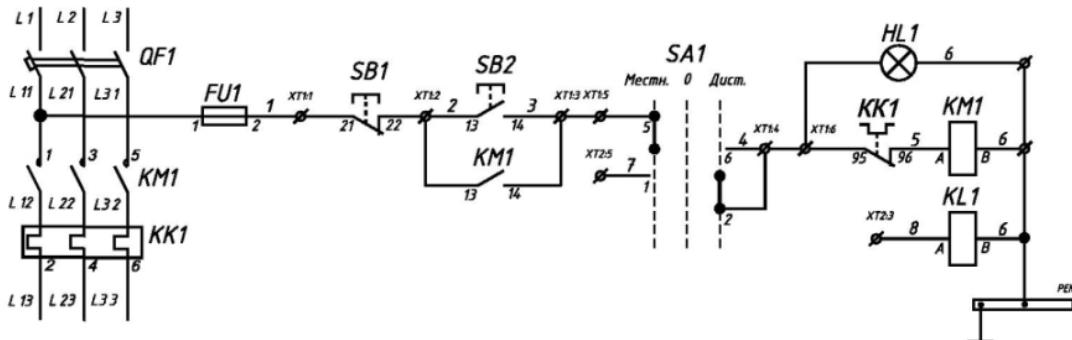 L1 L2 L3
QF1
L11 L21 L31
1 FU1 2
1
XT1:1
SB1
21 22
XT1:2
2
SB2
13 14
3
XT1:3 XT1:5
KM1
13 14
XT2:5
7
SA1
Местн. 0 Дист.
5
1
6
2
4
XT1:4 XT1:6
HL1
6
KK1
95 96
5
KM1
A B
6
XT2:3
8
KL1
A B
6
1 3 5
KM1
L12 L22 L32
KK1
2 4 6
L13 L23 L33